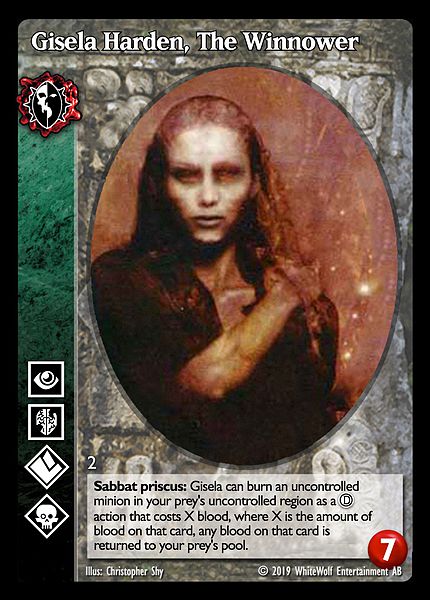 Gisela Harden, The Winnower
2
Sabbat priscus: Gisela can burn an uncontrolled
minion in your prey's uncontrolled region as a Ⓓ
action that costs X blood, where X is the amount of
blood on that card, any blood on that card is
returned to your prey's pool.
7
Illus: Christopher Shy © 2019 WhiteWolf Entertainment AB